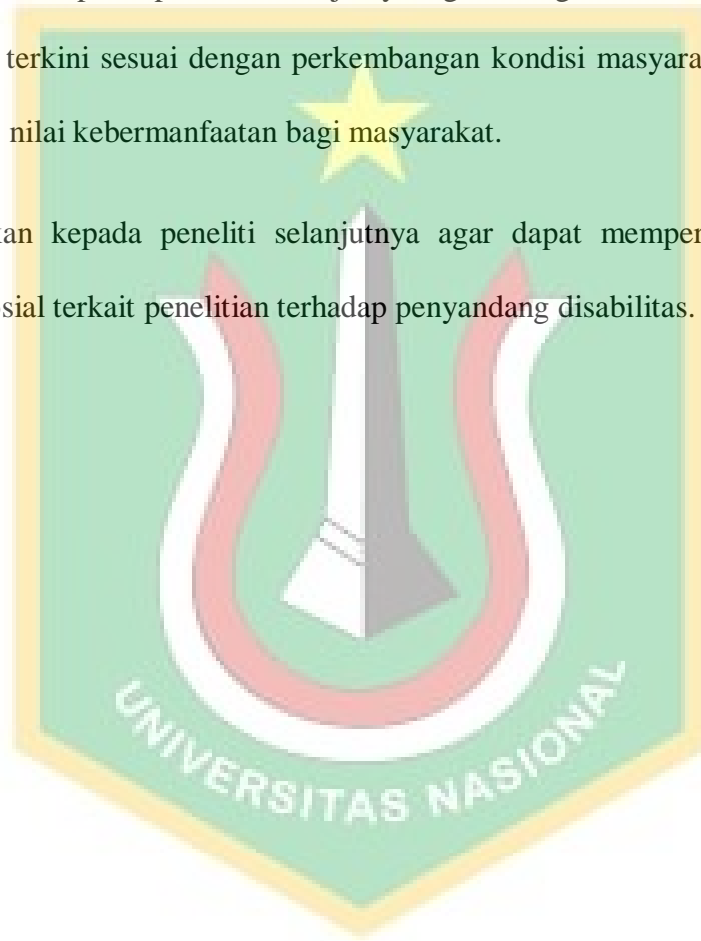 terkini sesuai dengan perkembangan kondisi masyara
nilai kebermanfaatan bagi masyarakat.
an kepada peneliti selanjutnya agar dapat memper
sial terkait penelitian terhadap penyandang disabilitas.
UNIVERSITAS NASIONAL